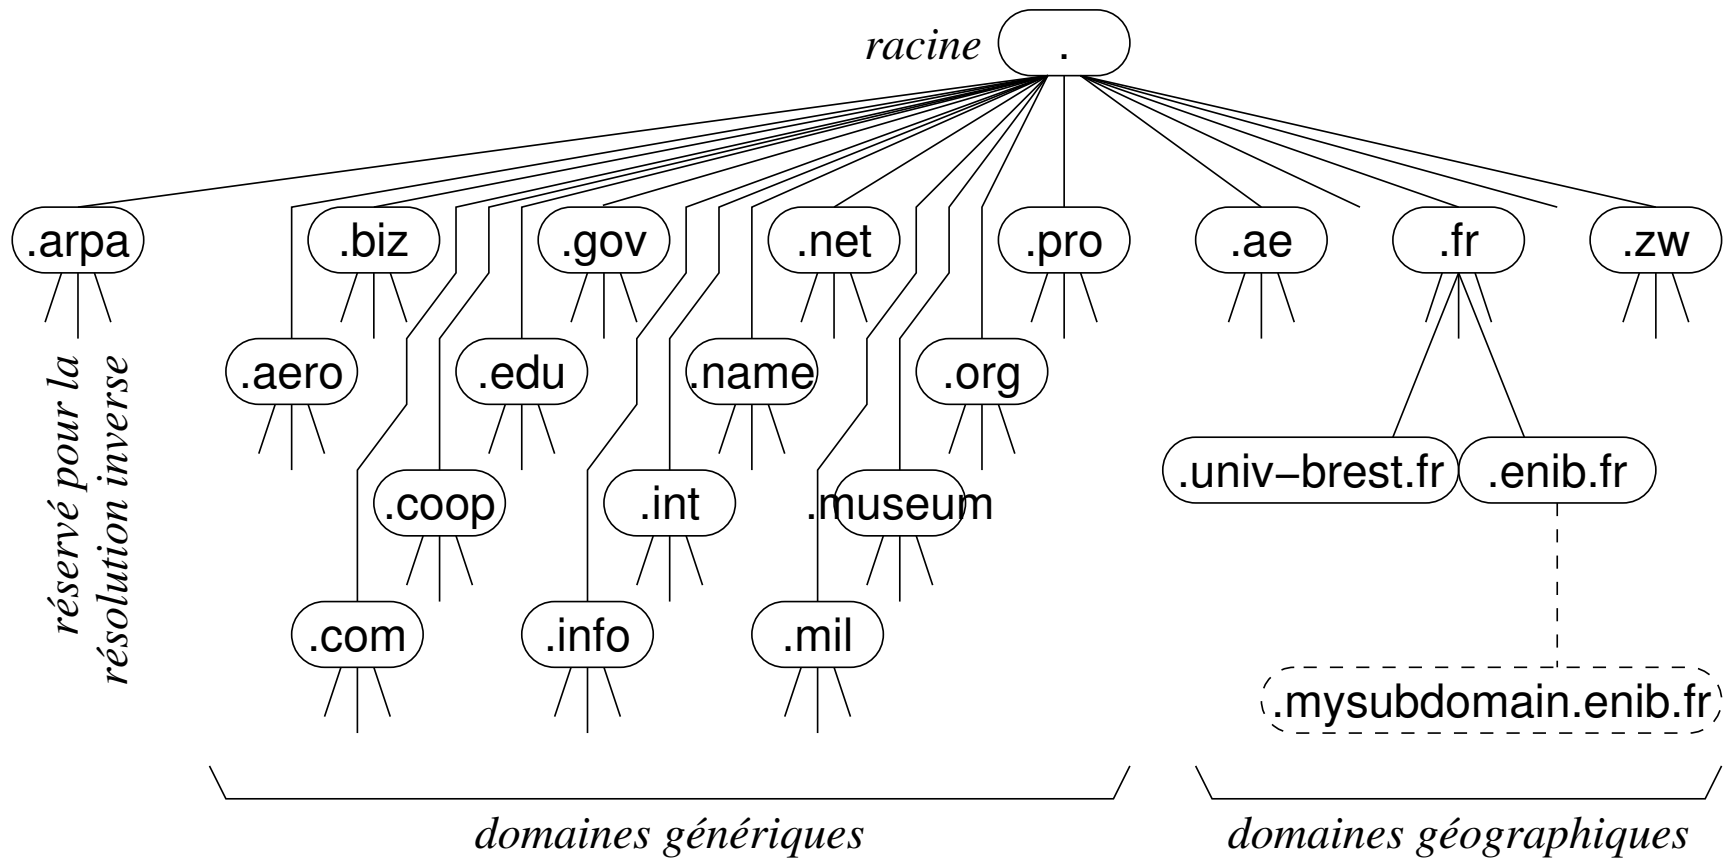 racine
.
.arpa
.biz
.gov
.net
.pro
.ae
.fr
.zw
.aero
.edu
.name
.org
réservé pour la
résolution inverse
.univ−brest.fr
.enib.fr
.coop
.int
.museum
.com
.info
.mil
.mysubdomain.enib.fr
domaines génériques
domaines géographiques